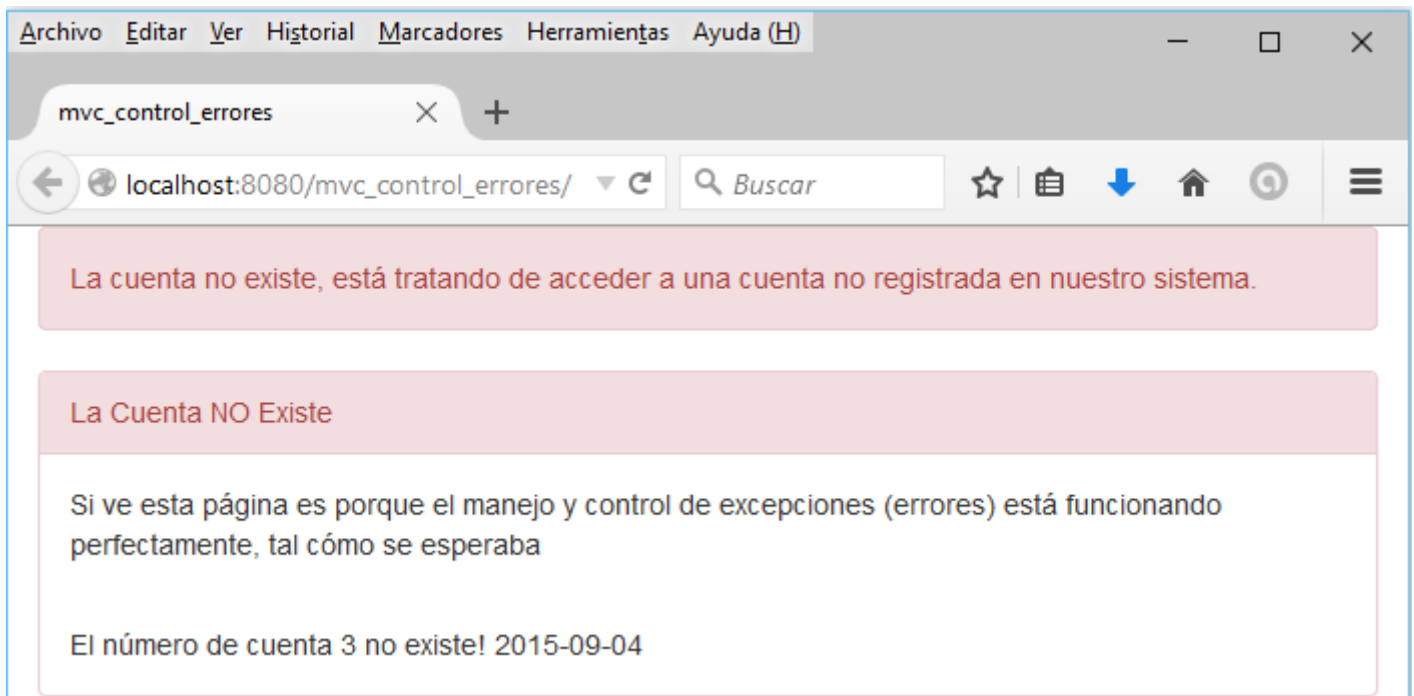 Archivo Editar Ver Historial Marcadores Herramientas Ayuda (H)
mvc_control_errores
localhost:8080/mvc_control_errores/ Buscar
La cuenta no existe, está tratando de acceder a una cuenta no registrada en nuestro sistema.
La Cuenta NO Existe
Si ve esta página es porque el manejo y control de excepciones (errores) está funcionando
perfectamente, tal cómo se esperaba
El número de cuenta 3 no existe! 2015-09-04